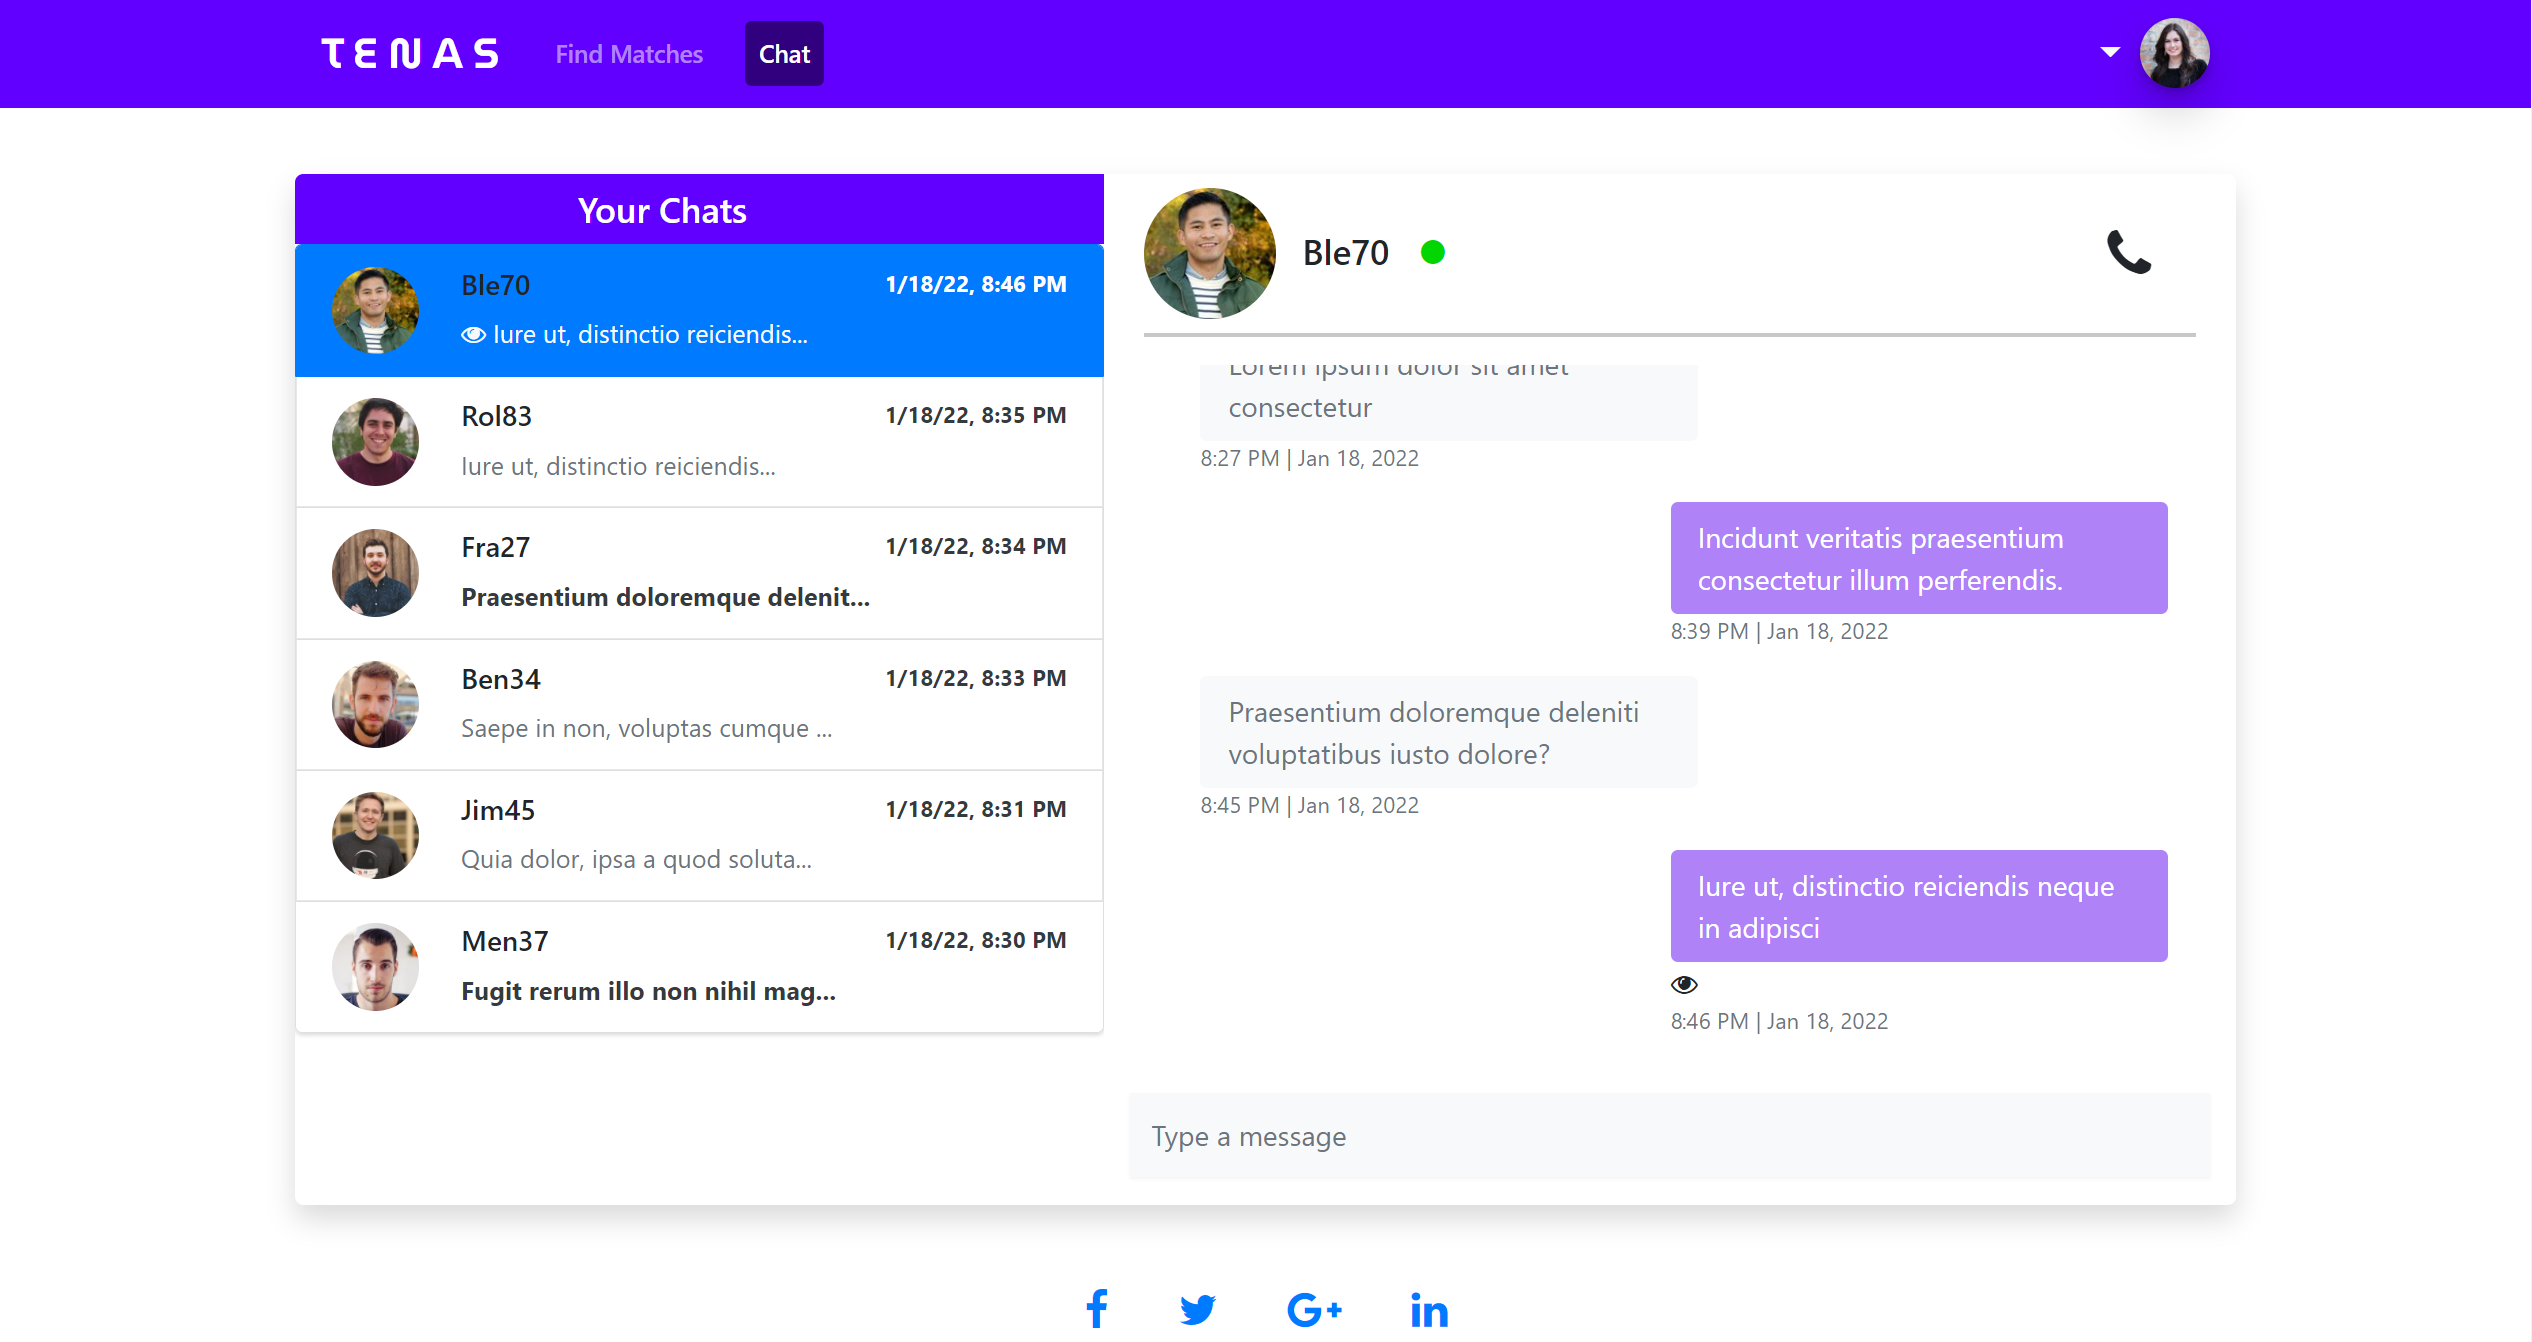 TENAS
Find Matches
Chat
Your Chats
Ble70
1/18/22, 8:46 PM
Iure ut, distinctio reiciendis...
Rol83
1/18/22, 8:35 PM
Iure ut, distinctio reiciendis...
Fra27
1/18/22, 8:34 PM
Praesentium doloremque delenit...
Ben34
1/18/22, 8:33 PM
Saepe in non, voluptas cumque ...
Jim45
1/18/22, 8:31 PM
Quia dolor, ipsa a quod soluta...
Men37
1/18/22, 8:30 PM
Fugit rerum illo non nihil mag...
Ble70
Lorem ipsum dolor sit amet
consectetur
8:27 PM | Jan 18, 2022
Incidunt veritatis praesentium
consectetur illum perferendis.
8:39 PM | Jan 18, 2022
Praesentium doloremque deleniti
voluptatibus iusto dolore?
8:45 PM | Jan 18, 2022
Iure ut, distinctio reiciendis neque
in adipisci
8:46 PM | Jan 18, 2022
Type a message
f
G+
in